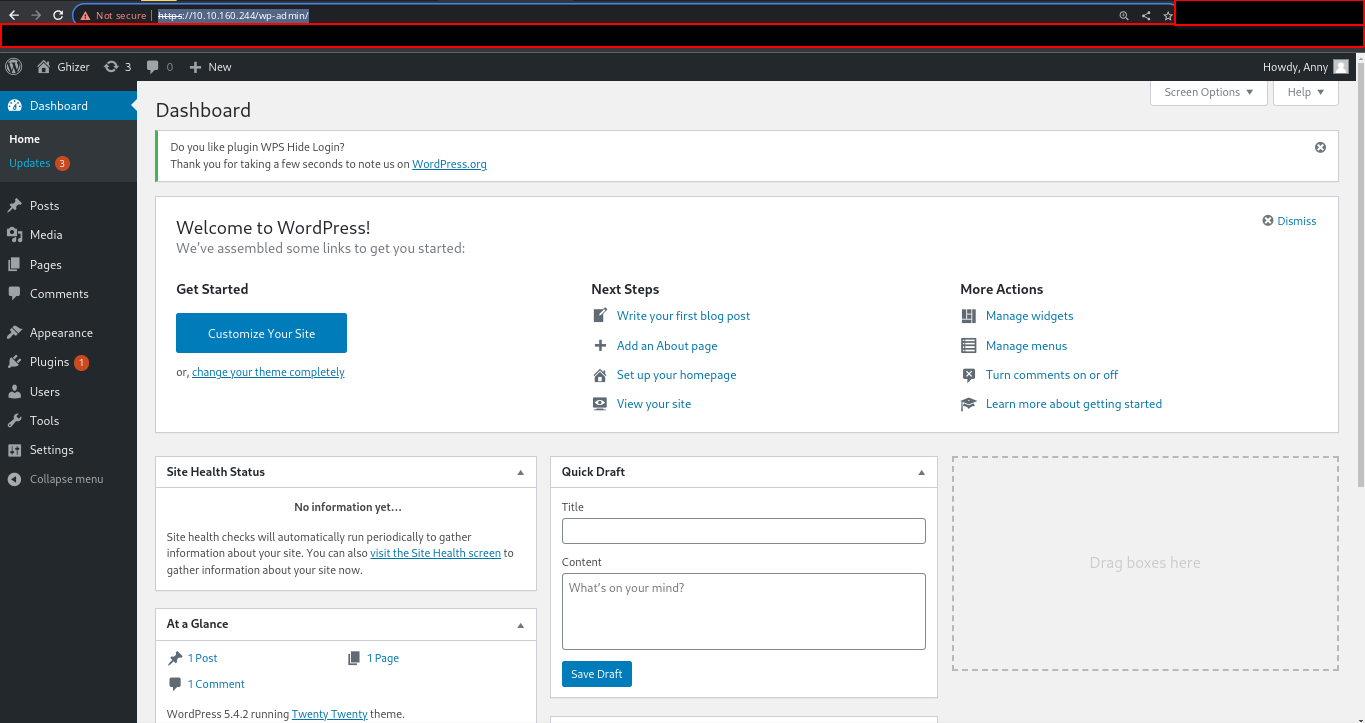 Not secure https://10.10.160.244/wp-admin/
Ghizer 3 0 New Howdy, Anny
Screen Options Help
Dashboard
Home
Updates 3
Posts
Media
Pages
Comments
Appearance
Plugins 1
Users
Tools
Settings
Collapse menu
Dashboard
Do you like plugin WPS Hide Login?
Thank you for taking a few seconds to note us on WordPress.org
Welcome to WordPress!
We've assembled some links to get you started:
Dismiss
Get Started
Customize Your Site
or, change your theme completely
Next Steps
Write your first blog post
Add an About page
Set up your homepage
View your site
More Actions
Manage widgets
Manage menus
Turn comments on or off
Learn more about getting started
Site Health Status
No information yet…
Site health checks will automatically run periodically to gather
information about your site. You can also visit the Site Health screen to
gather information about your site now.
At a Glance
1 Post 1 Page
1 Comment
WordPress 5.4.2 running Twenty Twenty theme.
Quick Draft
Title
Content
What's on your mind?
Save Draft
Drag boxes here